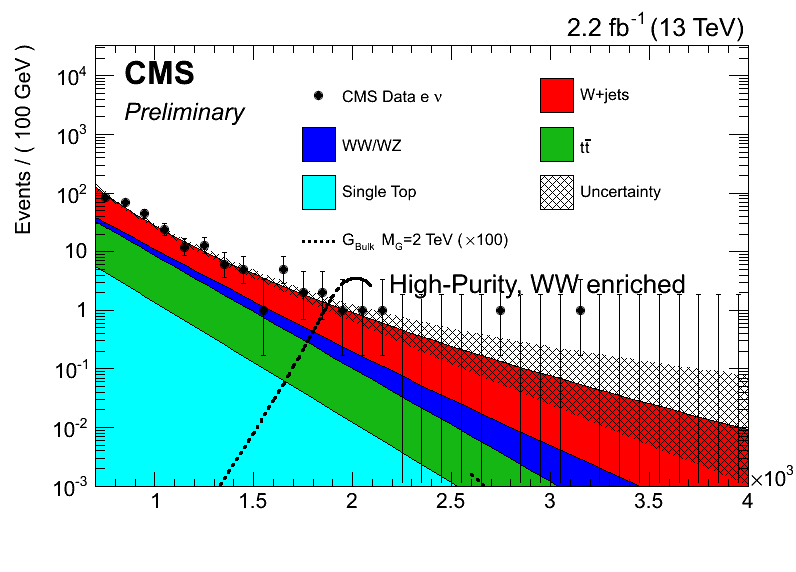 2.2 fb⁻¹ (13 TeV)
Events / ( 100 GeV )
CMS
Preliminary
CMS Data e ν
W+jets
WW/WZ
tt̄
Single Top
Uncertainty
G_Bulk M_G=2 TeV (×100)
High-Purity, WW enriched
10⁴
10³
10²
10
1
10⁻¹
10⁻²
10⁻³
1 1.5 2 2.5 3 3.5 4
×10³